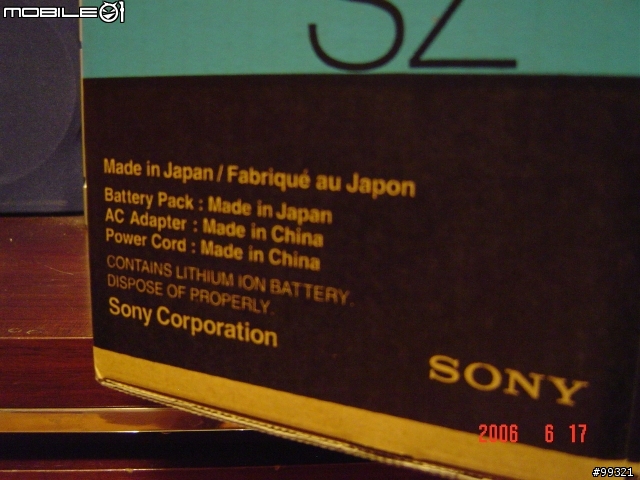 MOBILE01
SZ
Made in Japan / Fabriqué au Japon
Battery Pack : Made in Japan
AC Adapter : Made in China
Power Cord : Made in China
CONTAINS LITHIUM ION BATTERY.
DISPOSE OF PROPERLY.
Sony Corporation
SONY
2006 6 17
#99321